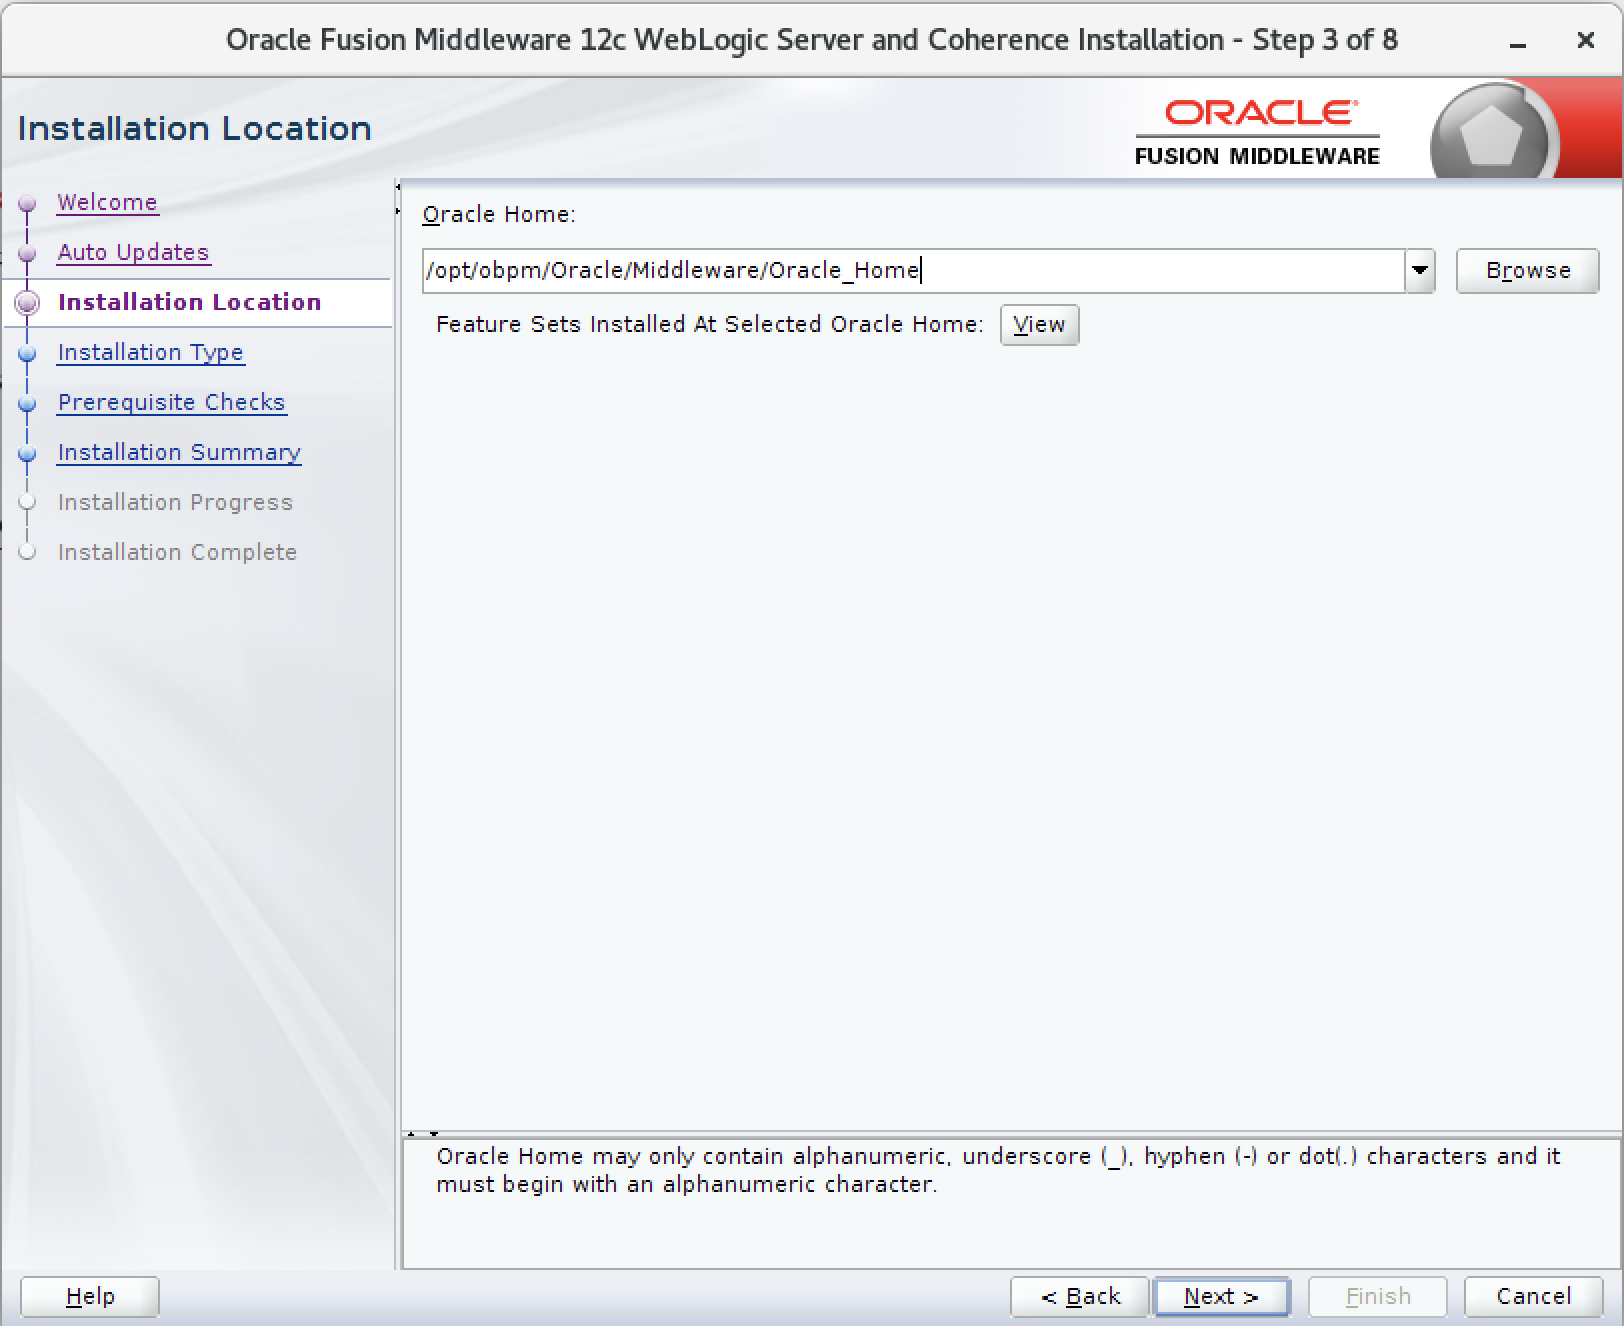 Oracle Fusion Middleware 12c WebLogic Server and Coherence Installation - Step 3 of 8
Installation Location
ORACLE
FUSION MIDDLEWARE
Welcome
Auto Updates
Installation Location
Installation Type
Prerequisite Checks
Installation Summary
Installation Progress
Installation Complete
Oracle Home:
/opt/obpm/Oracle/Middleware/Oracle_Home
Browse
Feature Sets Installed At Selected Oracle Home: View
Oracle Home may only contain alphanumeric, underscore (_), hyphen (-) or dot(.) characters and it
must begin with an alphanumeric character.
Help
< Back
Next >
Finish
Cancel